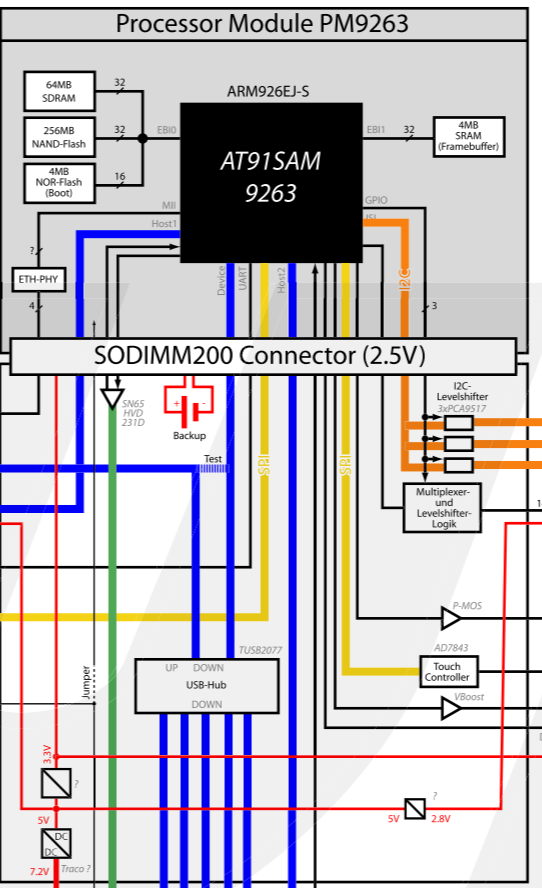 Processor Module PM9263
64MB
SDRAM
32
ARM926EJ-S
256MB
NAND-Flash
32
EBI0
AT91SAM
9263
EBI1
32
4MB
SRAM
(Framebuffer)
4MB
NOR-Flash
(Boot)
16
MII
GPIO
Host1
ISI
?
ETH-PHY
Device
UART
Host2
I2C
4
3
SODIMM200 Connector (2.5V)
SN65
HVD
231D
+ -
Backup
I2C-
Levelshifter
3xPCA9517
Test
SPI
SPI
Multiplexer-
und
Levelshifter-
Logik
1
P-MOS
TUSB2077
AD7843
UP DOWN
USB-Hub
DOWN
Touch
Controller
Jumper
VBoost
3.3V
?
?
5V
5V
2.8V
DC
DC
7.2V
Traco ?